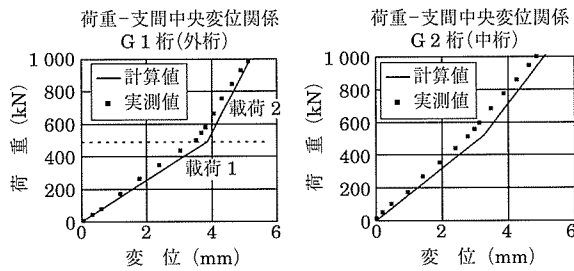 荷重−支間中央変位関係
G1桁(外桁)
1 000
800
600
400
200
0
荷 重 (kN)
計算値
実測値
載荷 2
載荷 1
0 2 4 6
変 位 (mm)
荷重−支間中央変位関係
G2桁(中桁)
1 000
800
600
400
200
0
荷 重 (kN)
計算値
実測値
0 2 4 6
変 位 (mm)